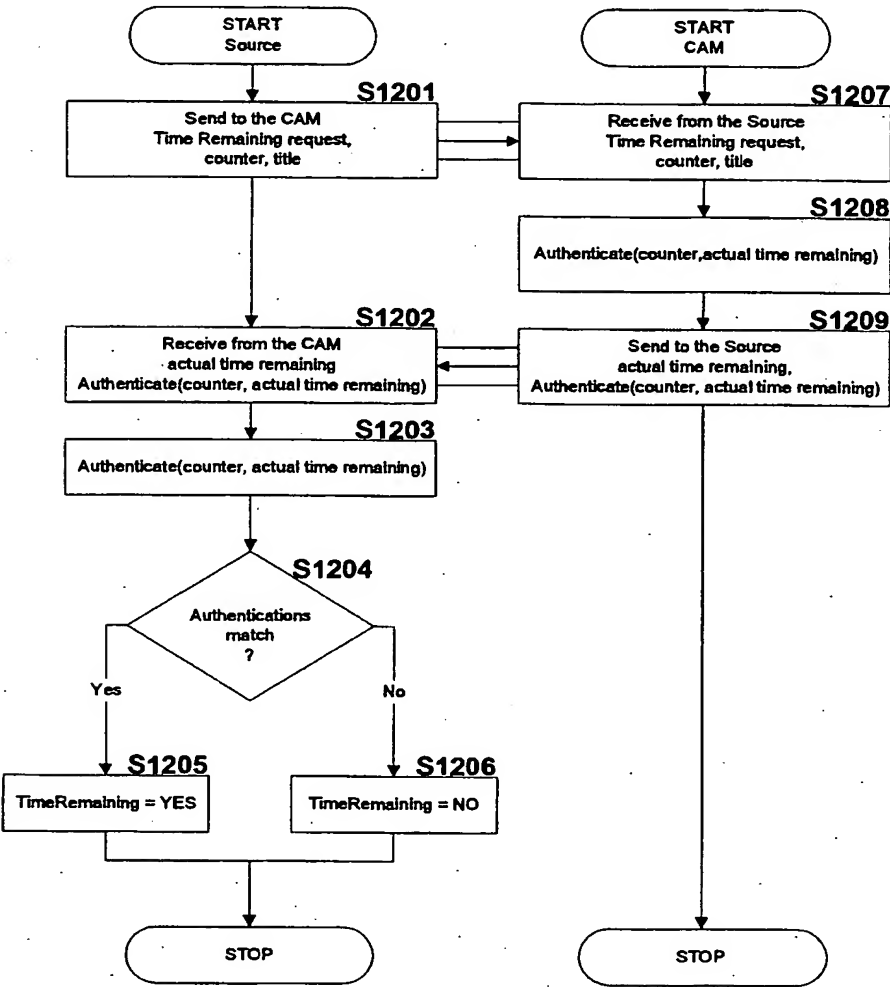 START
Source
START
CAM
S1201
Send to the CAM
Time Remaining request,
counter, title
S1207
Receive from the Source
Time Remaining request,
counter, title
S1208
Authenticate(counter,actual time remaining)
S1202
Receive from the CAM
actual time remaining
Authenticate(counter, actual time remaining)
S1209
Send to the Source
actual time remaining,
Authenticate(counter, actual time remaining)
S1203
Authenticate(counter, actual time remaining)
S1204
Authentications
match
?
Yes
No
S1205
TimeRemaining = YES
S1206
TimeRemaining = NO
STOP
STOP